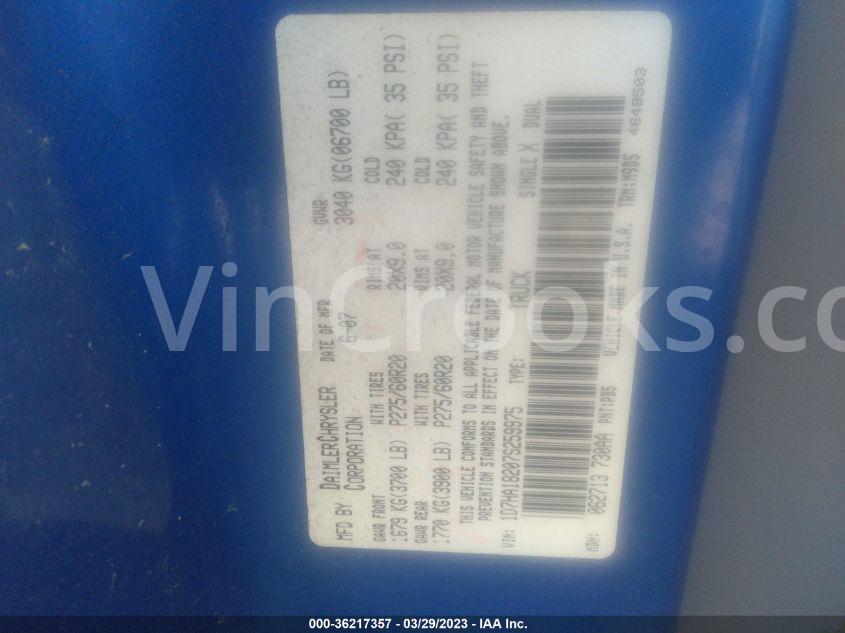 MFD BY DAIMLERCHRYSLER CORPORATION DATE OF MFR 6-07 GVWR 3040 KG(06700 LB)
GAWR FRONT WITH TIRES RIMS AT COLD
1679 KG(3700 LB) P275/60R20 20X9.0 240 KPA( 35 PSI)
GAWR REAR WITH TIRES RIMS AT COLD
1770 KG(3900 LB) P275/60R20 20X9.0 240 KPA( 35 PSI)
THIS VEHICLE CONFORMS TO ALL APPLICABLE FEDERAL MOTOR VEHICLE SAFETY AND THEFT
PREVENTION STANDARDS IN EFFECT ON THE DATE OF MANUFACTURE SHOWN ABOVE.
VIN: 1D7HA18207S259975 TYPE: TRUCK SINGLE X DUAL
MDH: 062713 730AA PNT:PB5 VEHICLE MADE IN U.S.A. TRM:M9D5 4648503
VinCrooks.com
000-36217357 - 03/29/2023 - IAA Inc.